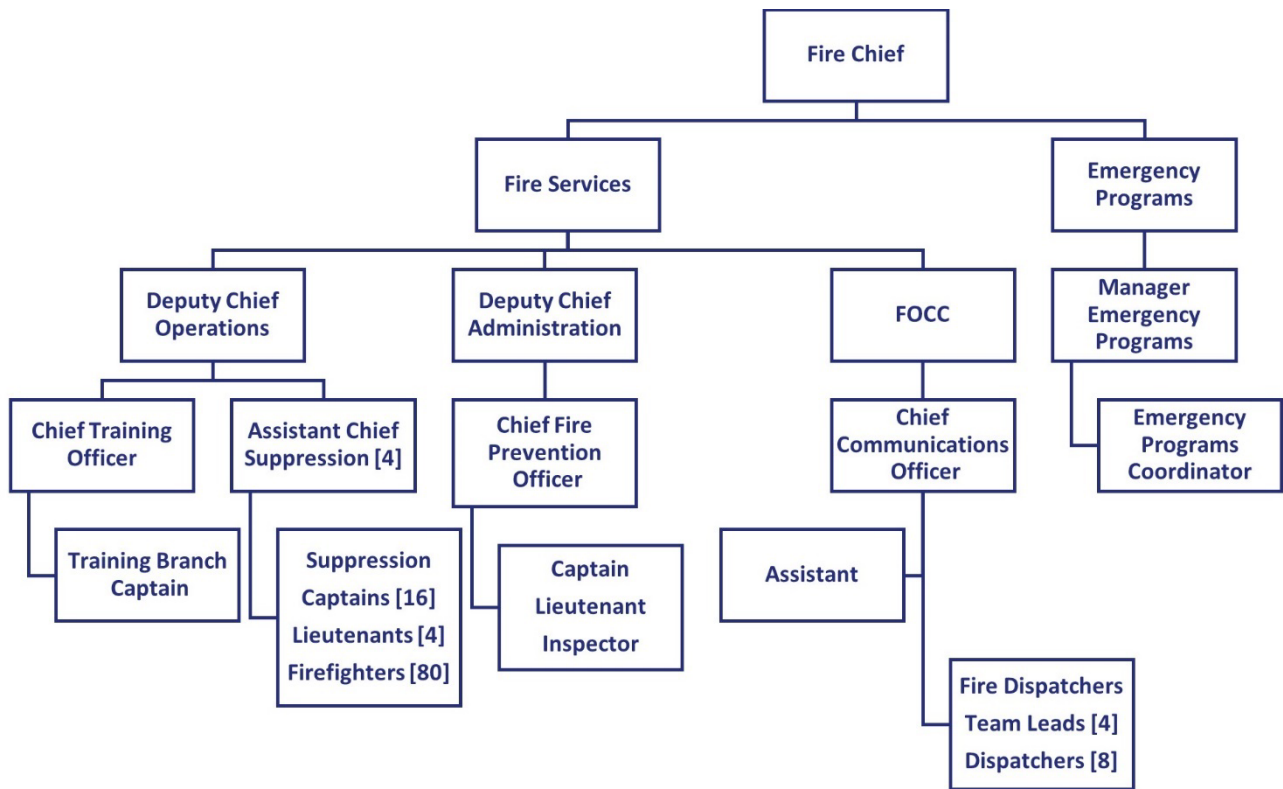 Fire Chief
Fire Services
Emergency
Programs
Deputy Chief
Operations
Deputy Chief
Administration
FOCC
Manager
Emergency
Programs
Chief Training
Officer
Assistant Chief
Suppression [4]
Chief Fire
Prevention
Officer
Chief
Communications
Officer
Emergency
Programs
Coordinator
Training Branch
Captain
Suppression
Captains [16]
Lieutenants [4]
Firefighters [80]
Captain
Lieutenant
Inspector
Assistant
Fire Dispatchers
Team Leads [4]
Dispatchers [8]